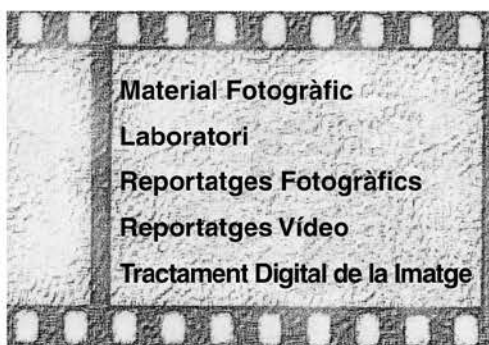 Material Fotogràfic
Laboratori
Reportatges Fotogràfics
Reportatges Vídeo
Tractament Digital de la Imatge